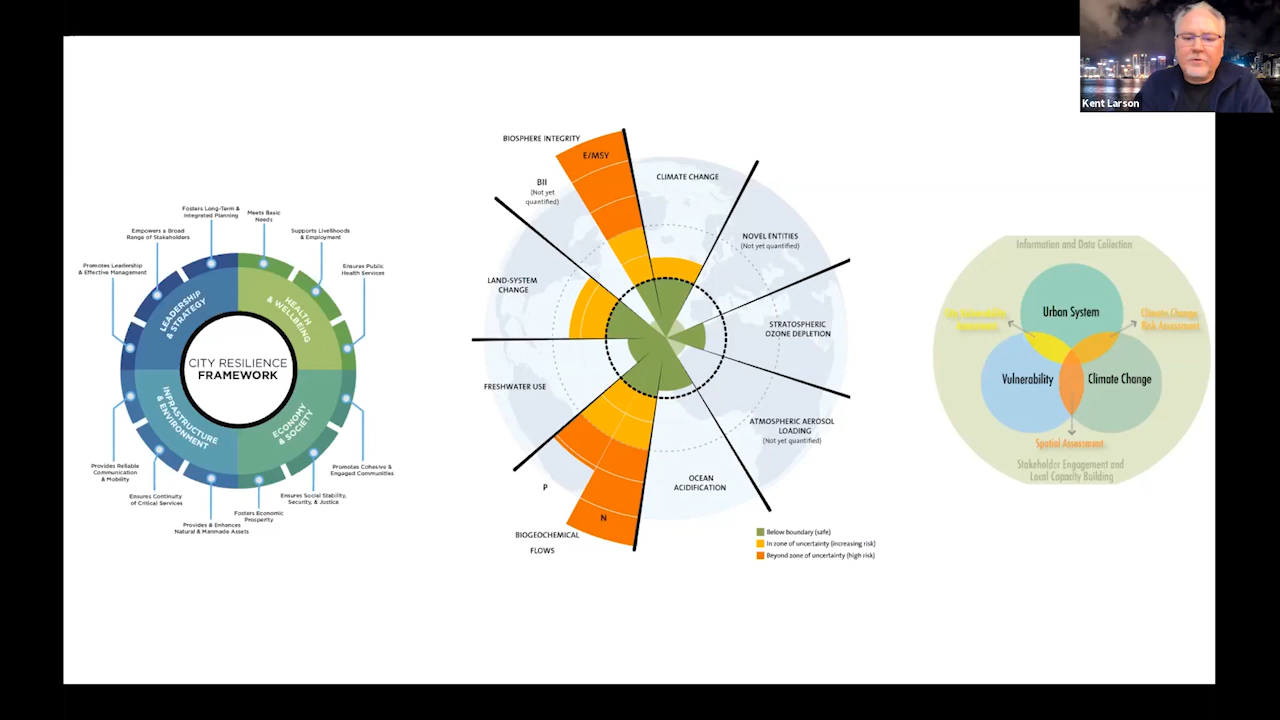 Kent Larson
Fosters Long-Term &
Integrated Planning
Meets Basic
Needs
Empowers a Broad
Range of Stakeholders
Supports Livelihoods
& Employment
Promotes Leadership
& Effective Management
Ensures Public
Health Services
LEADERSHIP
& STRATEGY
HEALTH
& WELLBEING
CITY RESILIENCE
FRAMEWORK
INFRASTRUCTURE
& ENVIRONMENT
ECONOMY
& SOCIETY
Provides Reliable
Communication
& Mobility
Promotes Cohesive &
Engaged Communities
Ensures Continuity
of Critical Services
Ensures Social Stability,
Security, & Justice
Fosters Economic
Prosperity
Provides & Enhances
Natural & Manmade Assets
BIOSPHERE INTEGRITY
E/MSY
BII
(Not yet
quantified)
CLIMATE CHANGE
NOVEL ENTITIES
(Not yet quantified)
LAND-SYSTEM
CHANGE
STRATOSPHERIC
OZONE DEPLETION
FRESHWATER USE
ATMOSPHERIC AEROSOL
LOADING
(Not yet quantified)
OCEAN
ACIDIFICATION
P
N
BIOGEOCHEMICAL
FLOWS
Below boundary (safe)
In zone of uncertainty (increasing risk)
Beyond zone of uncertainty (high risk)
Information and Data Collection
Urban System
Climate Change
Risk Assessment
Vulnerability
Climate Change
Spatial Assessment
Stakeholder Engagement and
Local Capacity Building